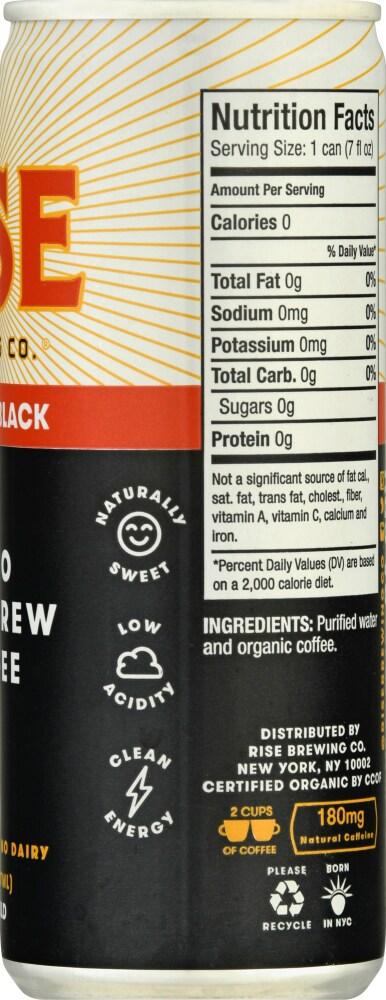 SE
CO.®
BLACK
REW
EE
NO DAIRY
NATURALLY
SWEET
LOW
ACIDITY
CLEAN
ENERGY
Nutrition Facts
Serving Size: 1 can (7 fl oz)
Amount Per Serving
Calories 0
% Daily Value*
Total Fat 0g 0%
Sodium 0mg 0%
Potassium 0mg 0%
Total Carb. 0g 0%
Sugars 0g
Protein 0g
Not a significant source of fat cal.,
sat. fat, trans fat, cholest., fiber,
vitamin A, vitamin C, calcium and
iron.
*Percent Daily Values (DV) are based
on a 2,000 calorie diet.
INGREDIENTS: Purified water
and organic coffee.
DISTRIBUTED BY
RISE BREWING CO.
NEW YORK, NY 10002
CERTIFIED ORGANIC BY CCOF
2 CUPS
OF COFFEE
180mg
Natural Caffeine
PLEASE
RECYCLE
BORN
IN NYC